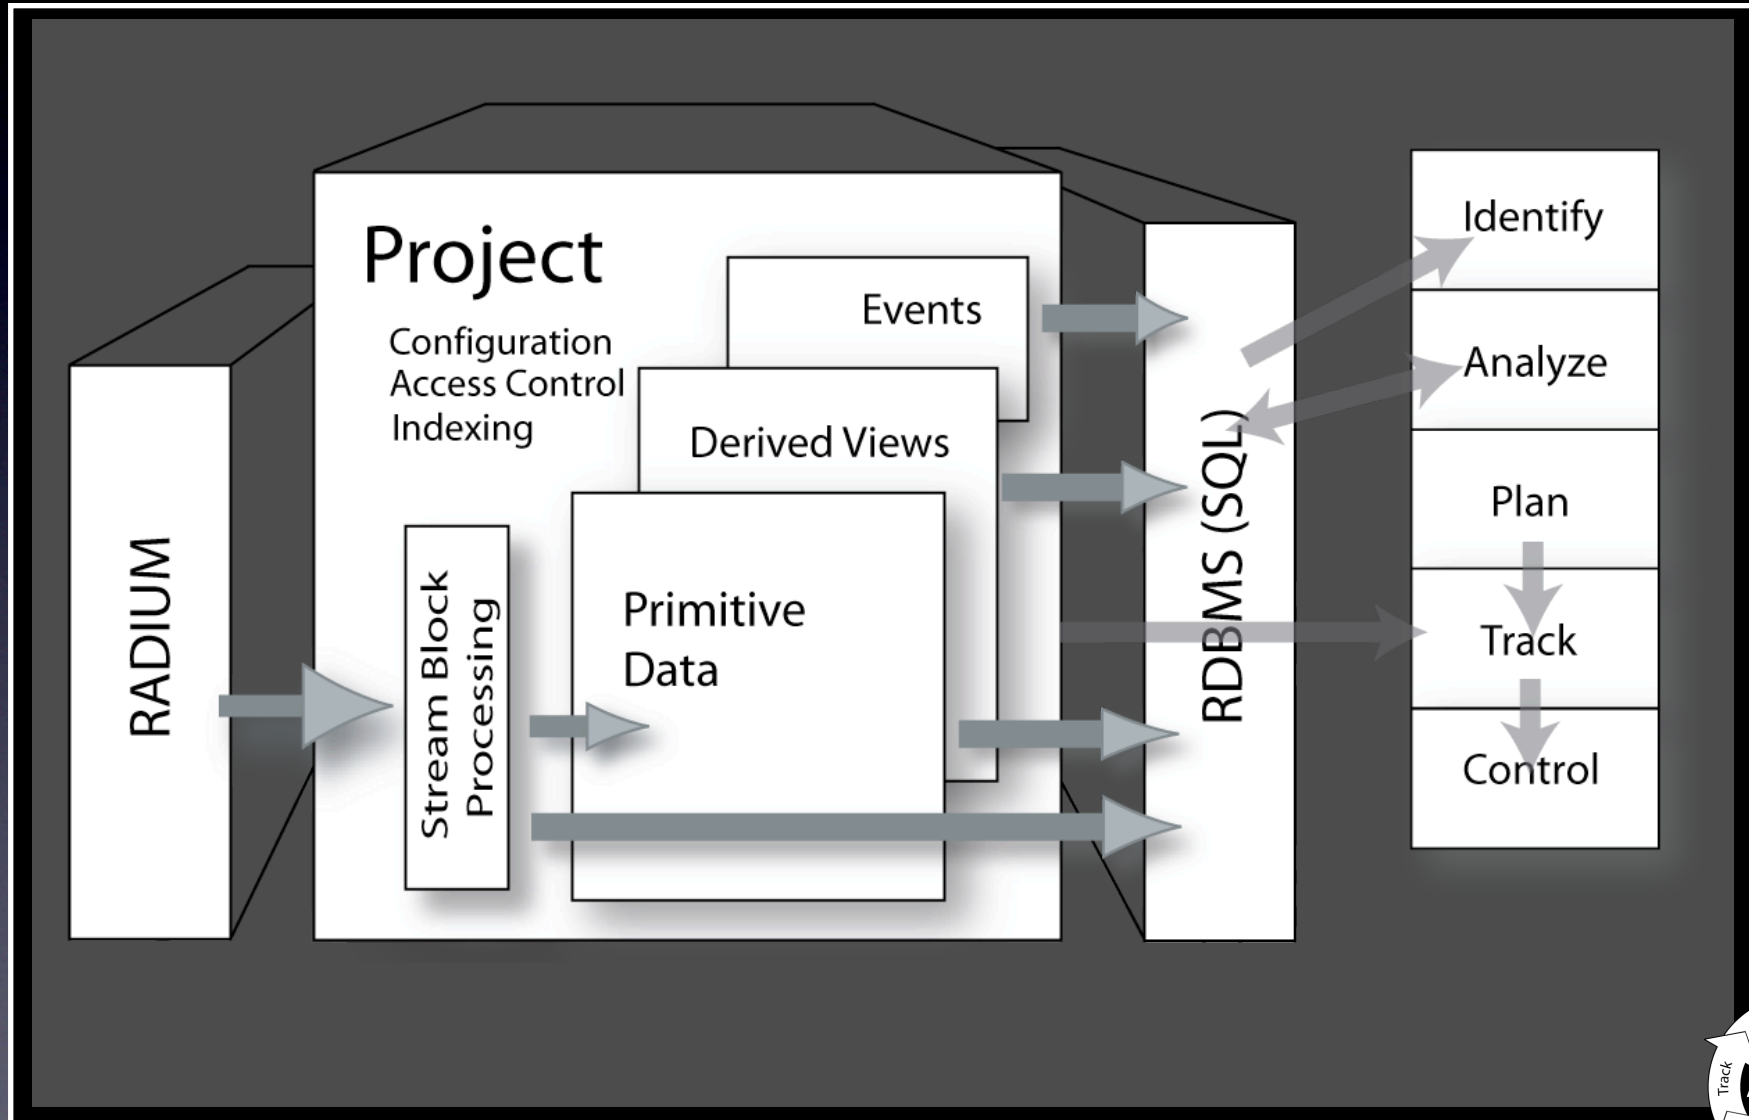 Project
Configuration
Access Control
Indexing
Events
Derived Views
Primitive
Data
Stream Block
Processing
RADIUM
RDBMS (SQL)
Identify
Analyze
Plan
Track
Control
Track